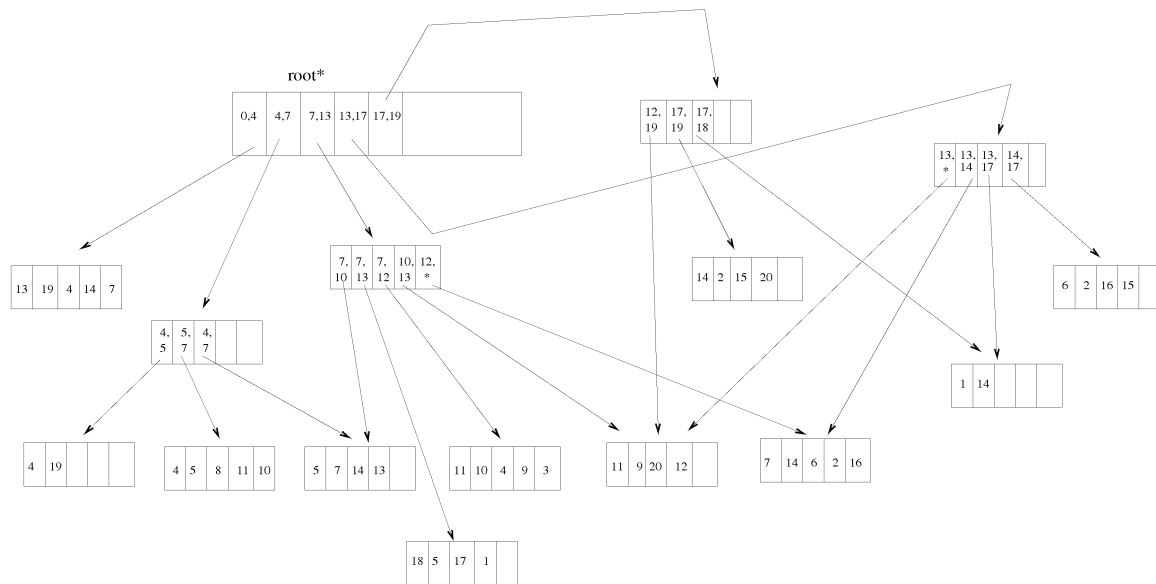 root*
0,4 4,7 7,13 13,17 17,19
12, 17, 17,
19 19 18
13, 13, 13, 14,
* 14 17 17
7, 7, 7, 10, 12,
10 13 12 13 *
13 19 4 14 7
14 2 15 20
6 2 16 15
4, 5, 4,
5 7 7
1 14
4 19
4 5 8 11 10
5 7 14 13
11 10 4 9 3
11 9 20 12
7 14 6 2 16
18 5 17 1